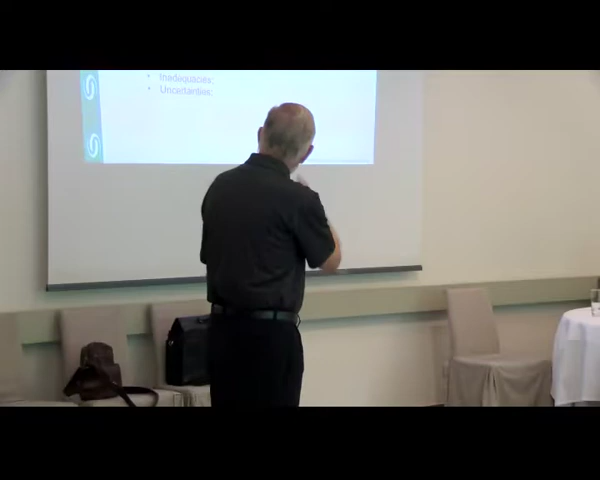 • Inadequacies;
• Uncertainties;